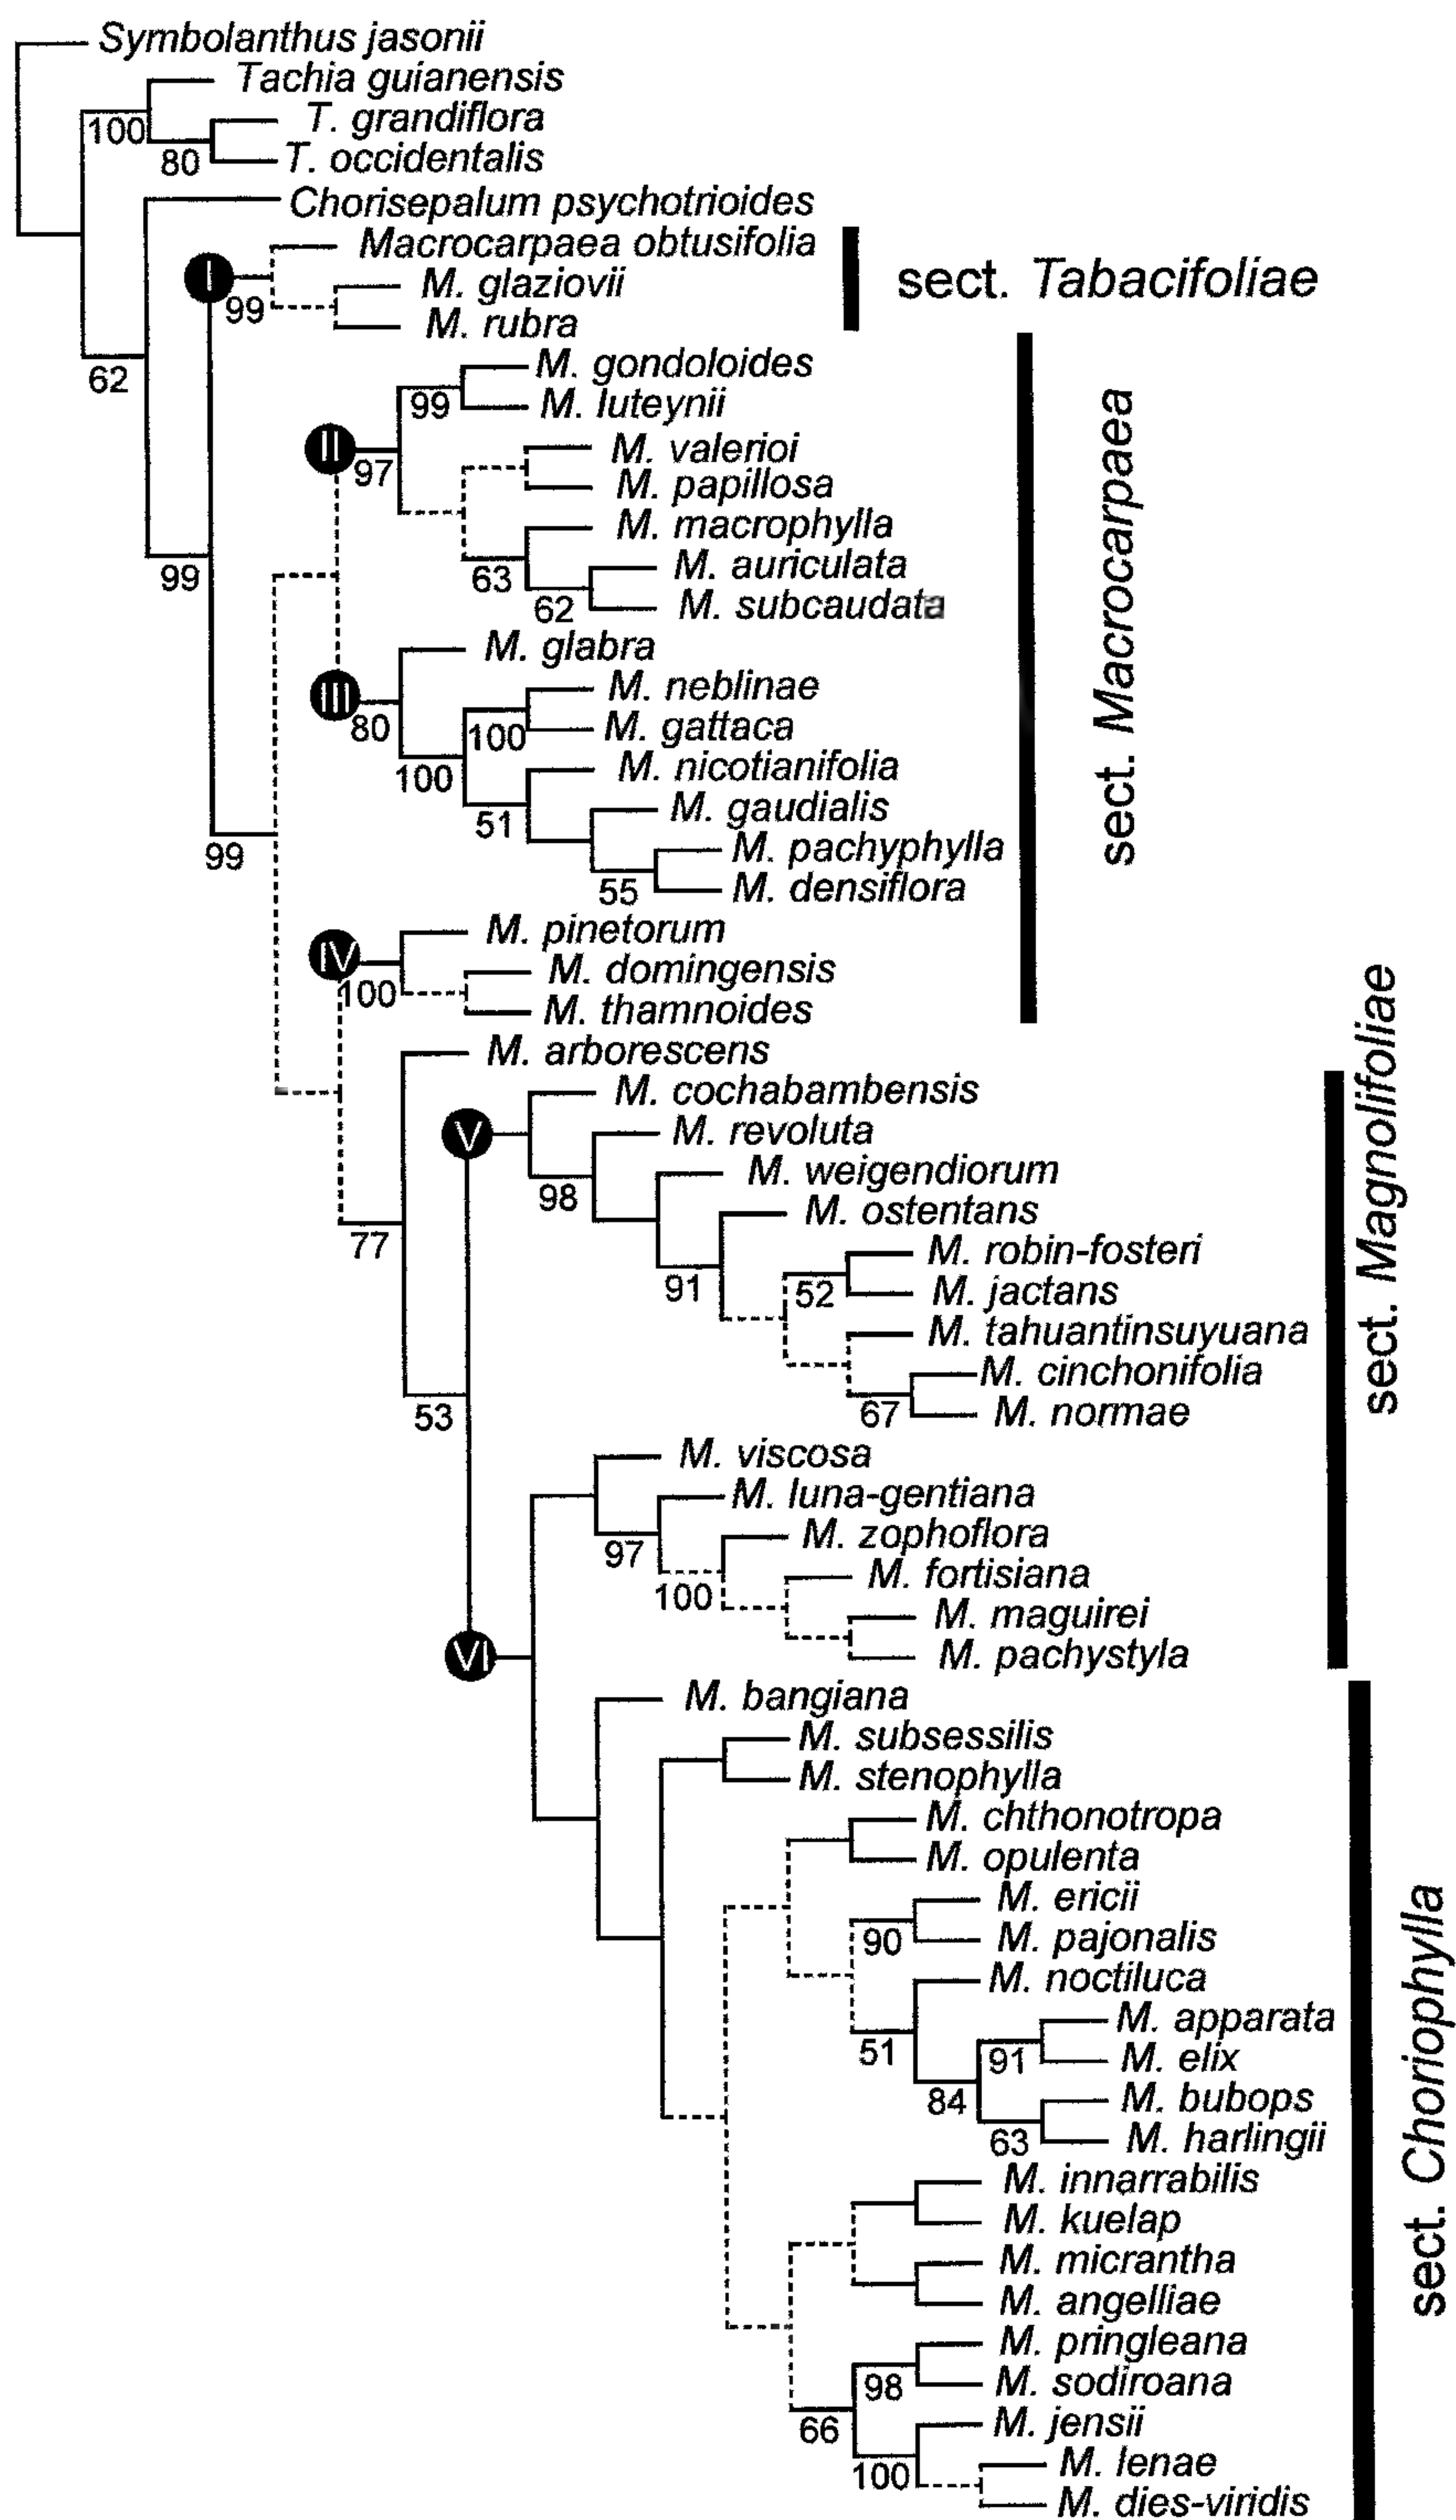 Symbolanthus jasonii
Tachia guianensis
100
T. grandiflora
80
T. occidentalis
Chorisepalum psychotrioides
62
Macrocarpaea obtusifolia
I
99
M. glaziovii
M. rubra
sect. Tabacifoliae
99
M. gondoloides
99
M. luteynii
II
97
M. valerioi
M. papillosa
M. macrophylla
63
M. auriculata
62
M. subcaudata
99
M. glabra
III
80
M. neblinae
100
M. gattaca
100
M. nicotianifolia
51
M. gaudialis
M. pachyphylla
55
M. densiflora
M. pinetorum
IV
100
M. domingensis
M. thamnoides
sect. Macrocarpaea
M. arborescens
77
M. cochabambensis
V
M. revoluta
98
M. weigendiorum
M. ostentans
91
M. robin-fosteri
52
M. jactans
M. tahuantinsuyuana
M. cinchonifolia
67
M. normae
53
M. viscosa
M. luna-gentiana
97
M. zophoflora
100
M. fortisiana
M. maguirei
M. pachystyla
sect. Magnolifoliae
VI
M. bangiana
M. subsessilis
M. stenophylla
M. chthonotropa
M. opulenta
M. ericii
90
M. pajonalis
M. noctiluca
51
M. apparata
91
M. elix
84
M. bubops
63
M. harlingii
M. innarrabilis
M. kuelap
M. micrantha
M. angelliae
M. pringleana
98
M. sodiroana
66
M. jensii
100
M. lenae
M. dies-viridis
sect. Choriophylla